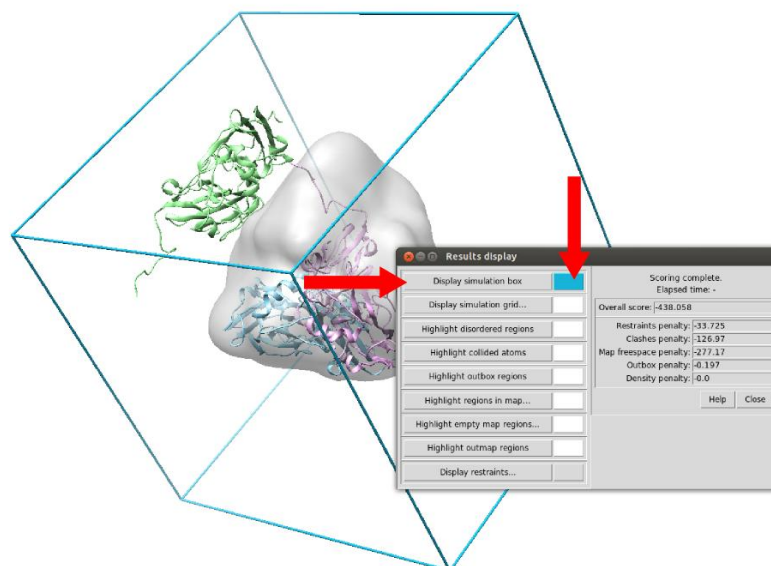 Results display
Display simulation box
Display simulation grid...
Highlight disordered regions
Highlight collided atoms
Highlight outbox regions
Highlight regions in map...
Highlight empty map regions...
Highlight outmap regions
Display restraints...
Scoring complete.
Elapsed time: -
Overall score: -438.058
Restraints penalty: -33.725
Clashes penalty: -126.97
Map freespace penalty: -277.17
Outbox penalty: -0.197
Density penalty: -0.0
Help Close